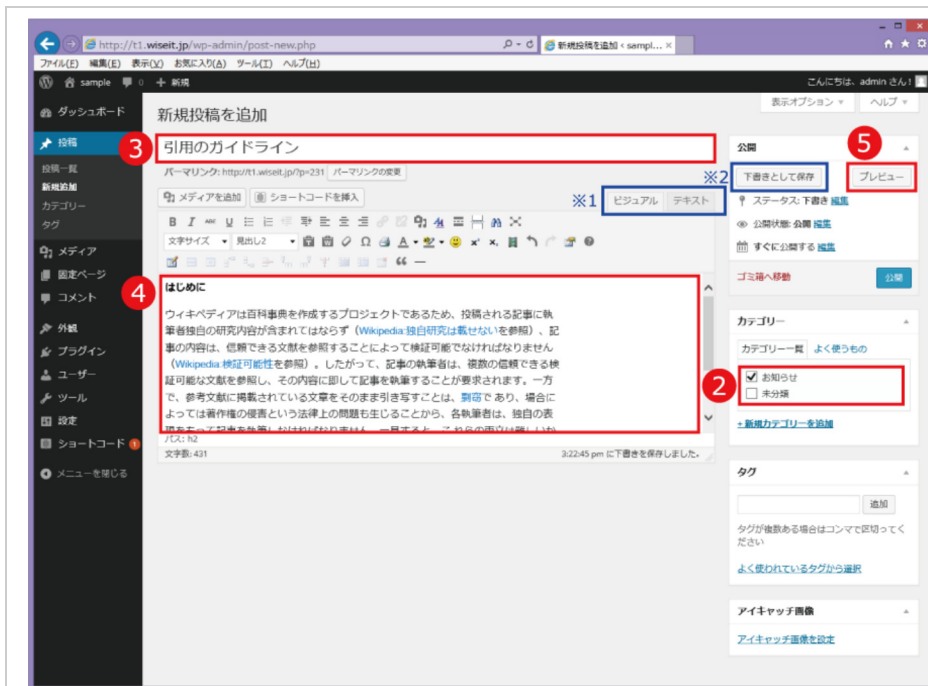 http://t1.wiseit.jp/wp-admin/post-new.php
新規投稿を追加 < sampl... ×
ファイル(F) 編集(E) 表示(V) お気に入り(A) ツール(T) ヘルプ(H)
sample 0 + 新規
こんにちは、admin さん!
ダッシュボード
新規投稿を追加
表示オプション ▼ ヘルプ ▼
投稿
3
引用のガイドライン
公開
5
投稿一覧
パーマリンク: http://t1.wiseit.jp/?p=231 パーマリンクの変更
※2
下書きとして保存
プレビュー
新規追加
メディアを追加 ショートコードを挿入
※1
ビジュアル テキスト
ステータス: 下書き 編集
カテゴリー
公開状態: 公開 編集
タグ
文字サイズ 見出し2
すぐに公開する 編集
メディア
固定ページ
コメント
ゴミ箱へ移動
公開
4
はじめに
ウィキペディアは百科事典を作成するプロジェクトであるため、投稿される記事に執
筆者独自の研究内容が含まれてはならず（Wikipedia:独自研究は載せないを参照）、記
事の内容は、信頼できる文献を参照することによって検証可能でなければなりません
（Wikipedia:検証可能性を参照）。したがって、記事の執筆者は、複数の信頼できる検
証可能な文献を参照し、その内容に即して記事を執筆することが要求されます。一方
で、参考文献に掲載されている文章をそのまま引き写すことは、剽窃であり、場合に
よっては著作権の侵害という法律上の問題も生じることから、各執筆者は、独自の表
パス: h2
文字数: 431
3:22:45 pm に下書きを保存しました。
外観
プラグイン
ユーザー
ツール
設定
ショートコード 1
メニューを閉じる
カテゴリー
カテゴリー一覧 よく使うもの
2
お知らせ
未分類
+ 新規カテゴリーを追加
タグ
追加
タグが複数ある場合はコンマで区切ってく
ださい
よく使われているタグから選択
アイキャッチ画像
アイキャッチ画像を設定